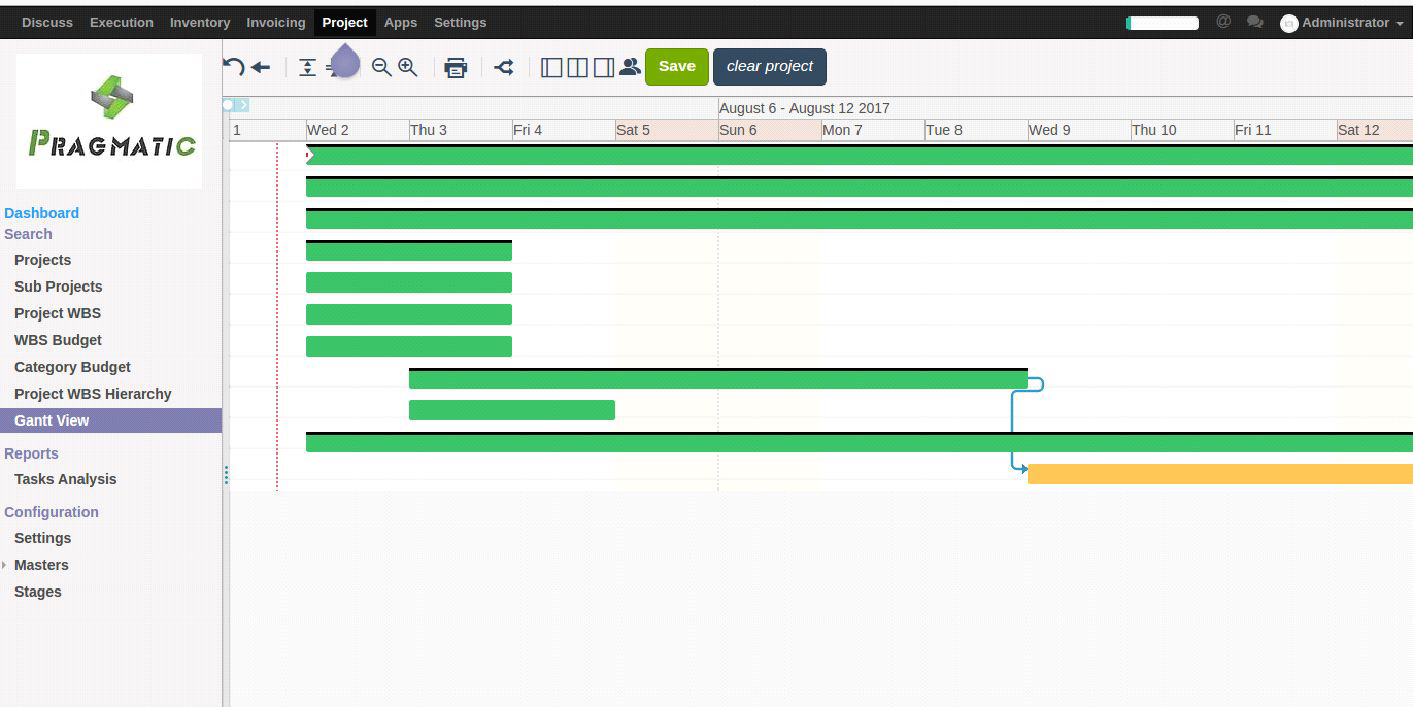 Discuss Execution Inventory Invoicing Project Apps Settings @ Administrator
Save clear project
PRAGMATIC
August 6 - August 12 2017
1 Wed 2 Thu 3 Fri 4 Sat 5 Sun 6 Mon 7 Tue 8 Wed 9 Thu 10 Fri 11 Sat 12
Dashboard
Search
Projects
Sub Projects
Project WBS
WBS Budget
Category Budget
Project WBS Hierarchy
Gantt View
Reports
Tasks Analysis
Configuration
Settings
Masters
Stages